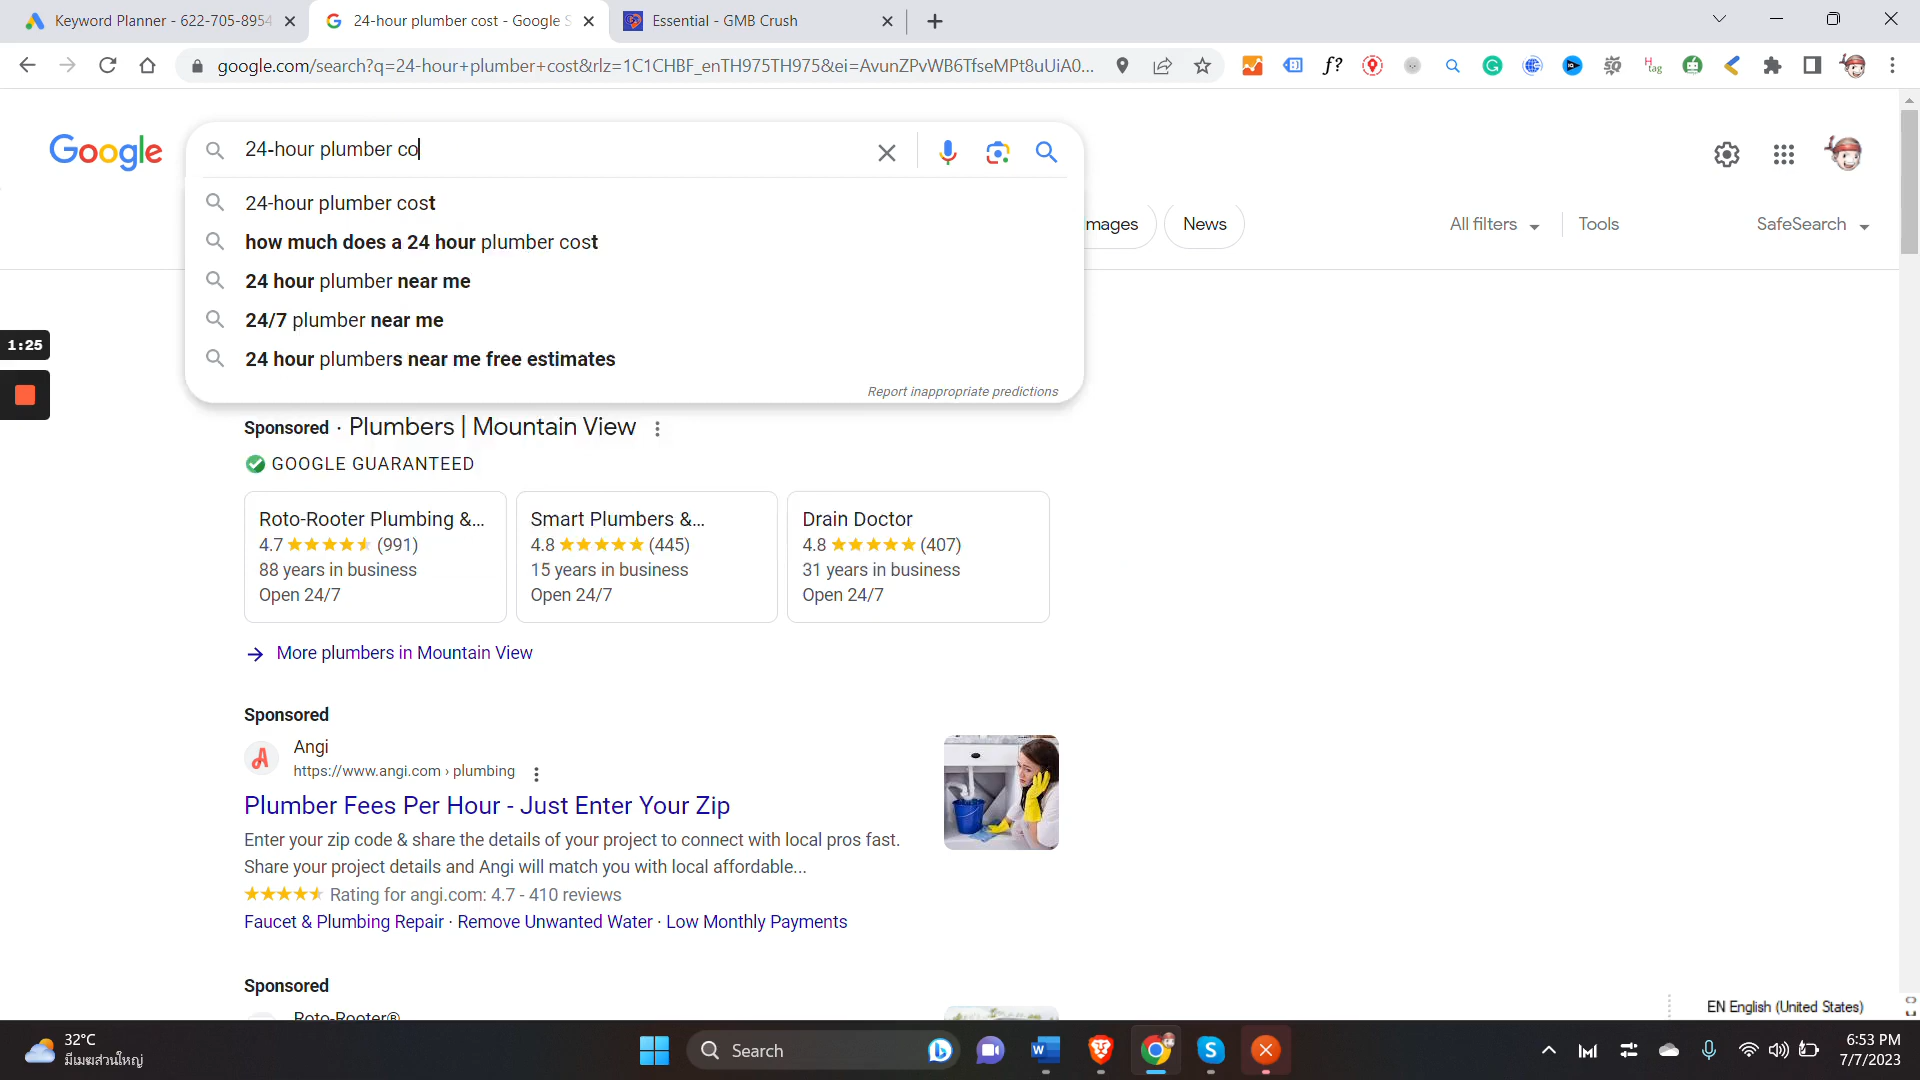 Keyword Planner - 622-705-8954
24-hour plumber cost - Google S
Essential - GMB Crush
google.com/search?q=24-hour+plumber+cost&rlz=1C1CHBF_enTH975TH975&ei=AvunZPvWB6TfseMPt8uUiA0...
Google
24-hour plumber co
24-hour plumber cost
how much does a 24 hour plumber cost
24 hour plumber near me
24/7 plumber near me
24 hour plumbers near me free estimates
Report inappropriate predictions
mages
News
All filters
Tools
SafeSearch
1:25
Sponsored · Plumbers | Mountain View
GOOGLE GUARANTEED
Roto-Rooter Plumbing &...
4.7 (991)
88 years in business
Open 24/7
Smart Plumbers &...
4.8 (445)
15 years in business
Open 24/7
Drain Doctor
4.8 (407)
31 years in business
Open 24/7
More plumbers in Mountain View
Sponsored
Angi
https://www.angi.com › plumbing
Plumber Fees Per Hour - Just Enter Your Zip
Enter your zip code & share the details of your project to connect with local pros fast.
Share your project details and Angi will match you with local affordable...
Rating for angi.com: 4.7 - 410 reviews
Faucet & Plumbing Repair · Remove Unwanted Water · Low Monthly Payments
Sponsored
Roto-Rooter®
EN English (United States)
32°C
มีเมฆส่วนใหญ่
Search
6:53 PM
7/7/2023